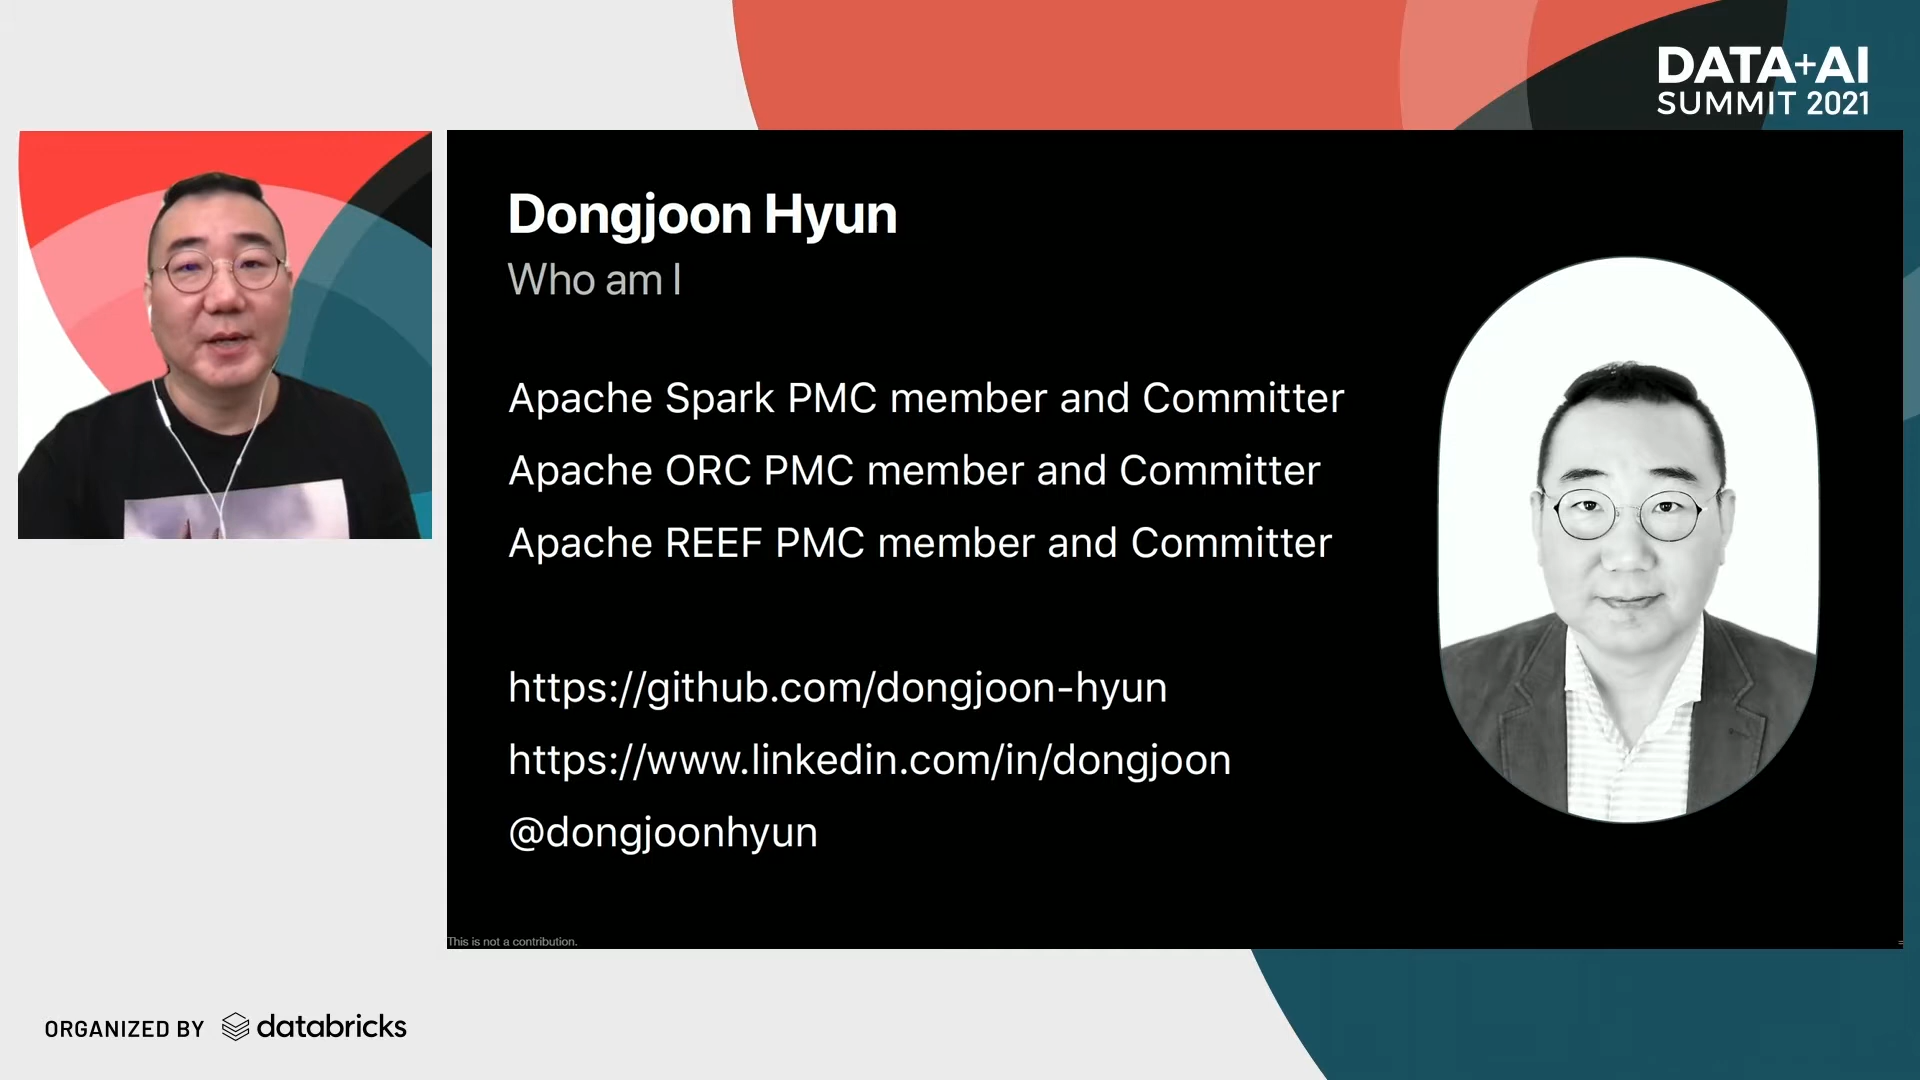 DATA+AI
SUMMIT 2021
Dongjoon Hyun
Who am I
Apache Spark PMC member and Committer
Apache ORC PMC member and Committer
Apache REEF PMC member and Committer
https://github.com/dongjoon-hyun
https://www.linkedin.com/in/dongjoon
@dongjoonhyun
This is not a contribution.
ORGANIZED BY databricks